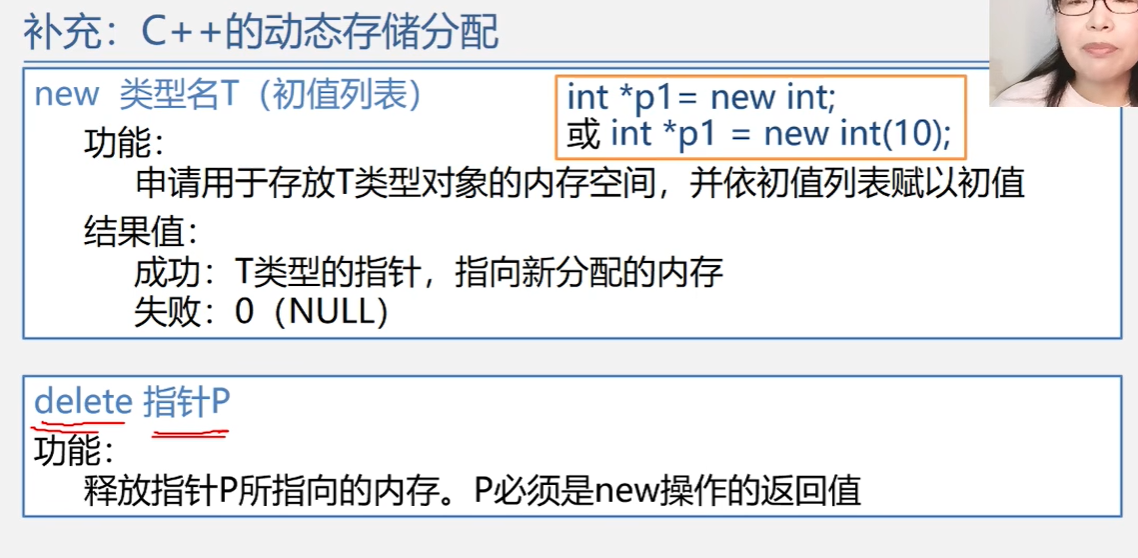 补充：C++的动态存储分配
new 类型名T（初值列表）
int *p1= new int;
或 int *p1 = new int(10);
功能：
申请用于存放T类型对象的内存空间，并依初值列表赋以初值
结果值：
成功：T类型的指针，指向新分配的内存
失败：0（NULL）
delete 指针P
功能：
释放指针P所指向的内存。P必须是new操作的返回值